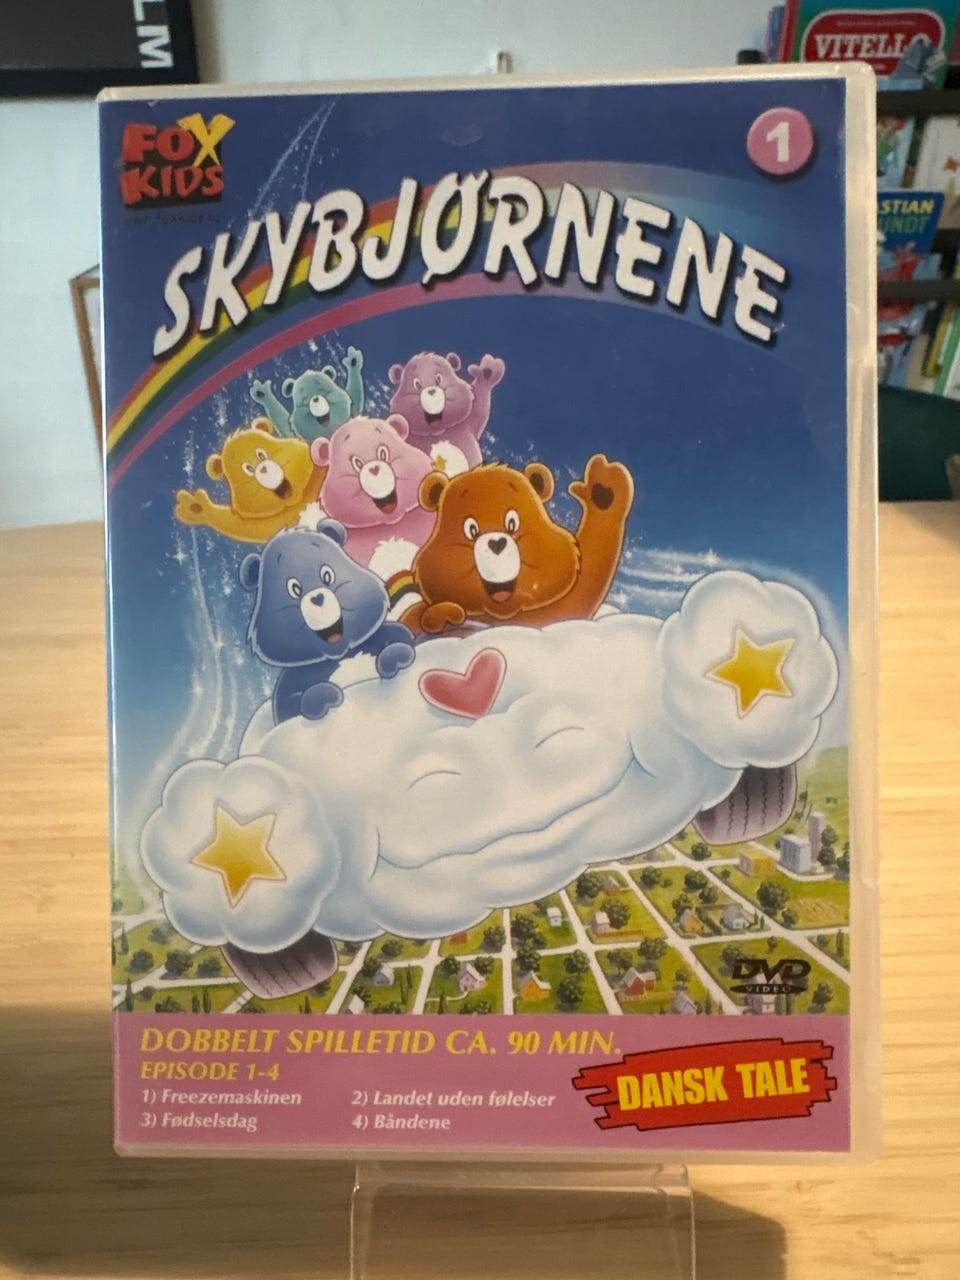 LM
VITELLO
FOX
KIDS
1
SKYBJØRNENE
STIAN
UNDT
DVD
VIDEO
DOBBELT SPILLETID CA. 90 MIN.
EPISODE 1-4
1) Freezemaskinen 2) Landet uden følelser
3) Fødselsdag 4) Båndene
DANSK TALE